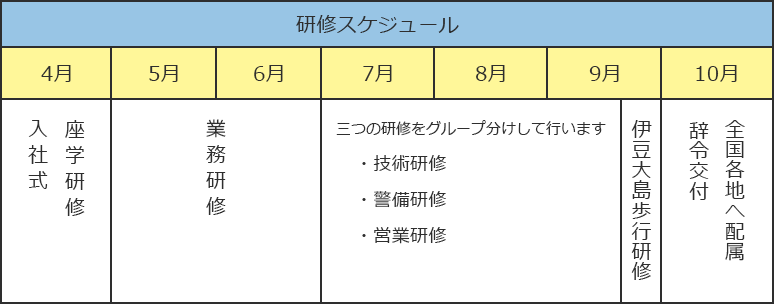 研修スケジュール
4月
5月
6月
7月
8月
9月
10月
座学研修
入社式
業務研修
三つの研修をグループ分けして行います
・技術研修
・警備研修
・営業研修
伊豆大島歩行研修
全国各地へ配属
辞令交付